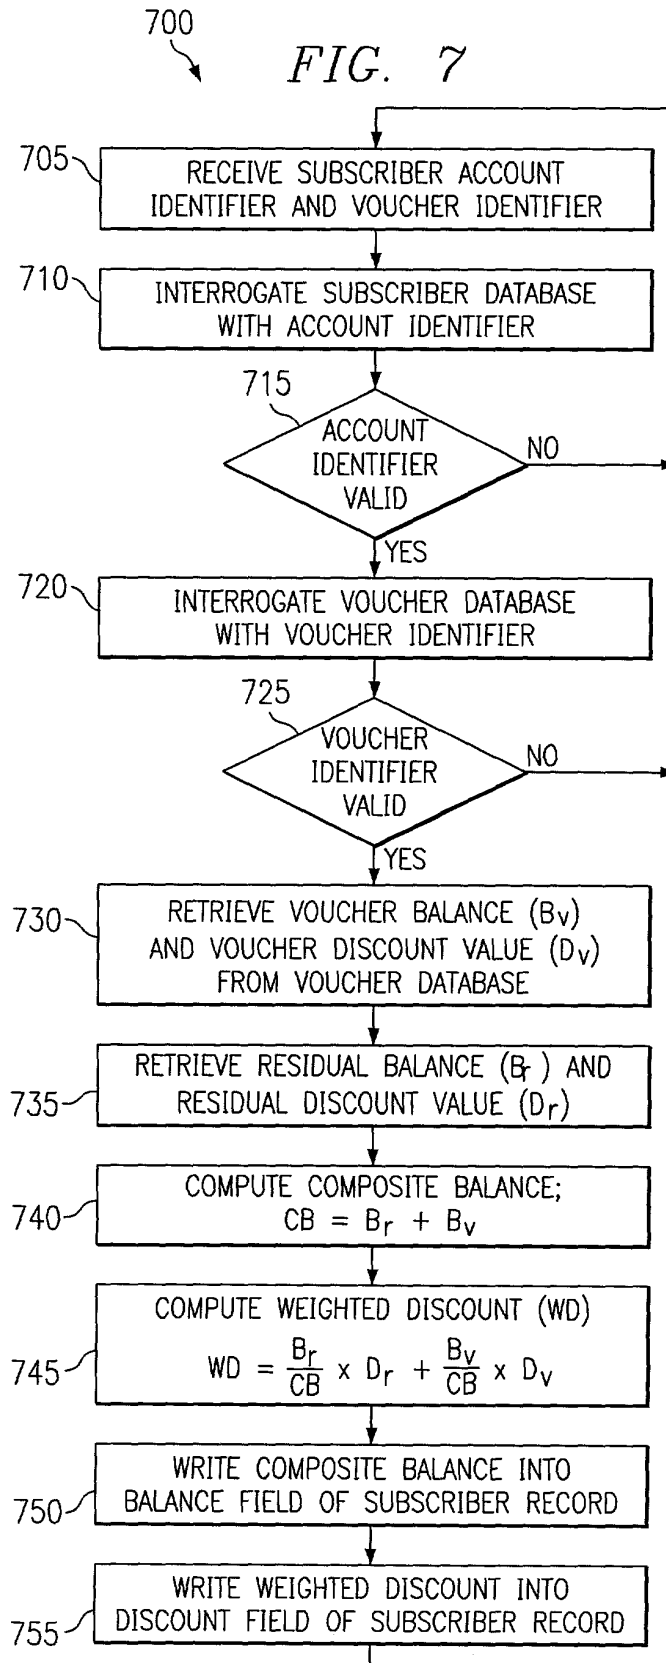 700
FIG. 7
705
RECEIVE SUBSCRIBER ACCOUNT
IDENTIFIER AND VOUCHER IDENTIFIER
710
INTERROGATE SUBSCRIBER DATABASE
WITH ACCOUNT IDENTIFIER
715
ACCOUNT
IDENTIFIER
VALID
NO
YES
720
INTERROGATE VOUCHER DATABASE
WITH VOUCHER IDENTIFIER
725
VOUCHER
IDENTIFIER
VALID
NO
YES
730
RETRIEVE VOUCHER BALANCE (Bv)
AND VOUCHER DISCOUNT VALUE (Dv)
FROM VOUCHER DATABASE
735
RETRIEVE RESIDUAL BALANCE (Br) AND
RESIDUAL DISCOUNT VALUE (Dr)
740
COMPUTE COMPOSITE BALANCE;
CB = Br + Bv
745
COMPUTE WEIGHTED DISCOUNT (WD)
WD = Br/CB x Dr + Bv/CB x Dv
750
WRITE COMPOSITE BALANCE INTO
BALANCE FIELD OF SUBSCRIBER RECORD
755
WRITE WEIGHTED DISCOUNT INTO
DISCOUNT FIELD OF SUBSCRIBER RECORD